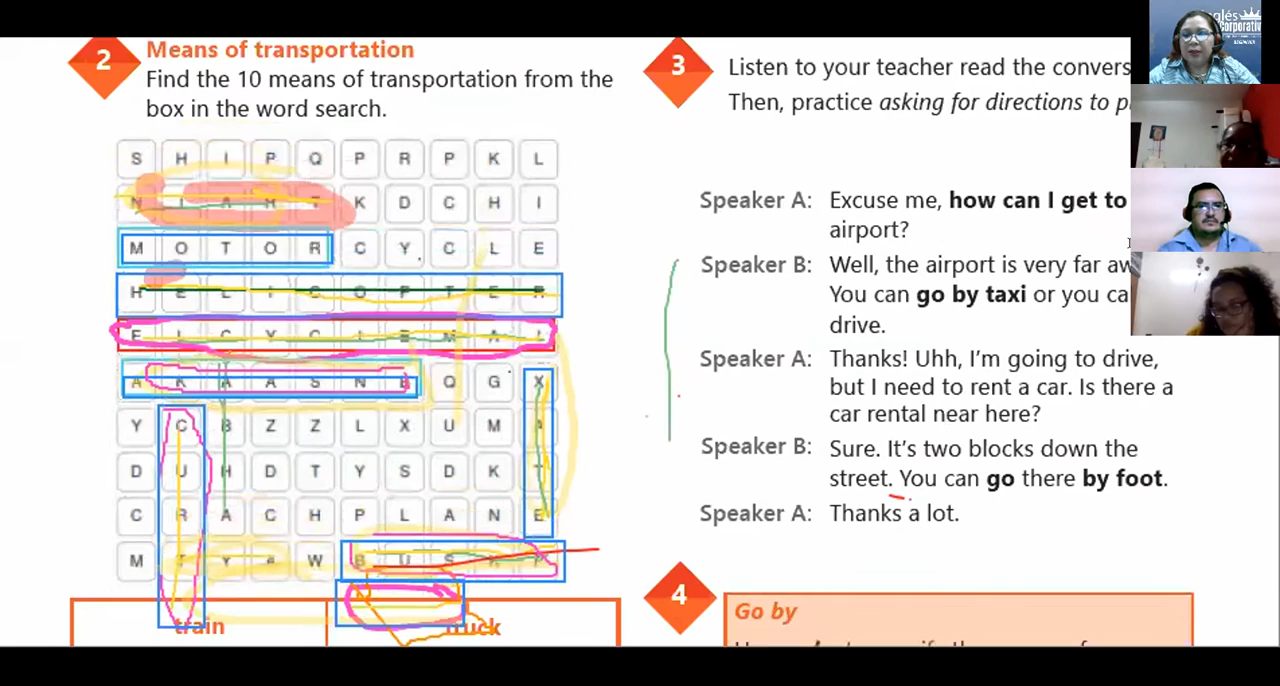 2
Means of transportation
Find the 10 means of transportation from the
box in the word search.
S H I P Q P R P K L
N I A R T K D C H I
M O T O R C Y C L E
H E L I C O P T E R
Y B Z Z L X U M
D U H D T Y S D K T
C R A C H P L A N E
train
truck
3
Listen to your teacher read the
Then, practice asking for directions to
Speaker A: Excuse me, how can I get to
airport?
Speaker B: Well, the airport is very far
You can go by taxi or you
drive.
Speaker A: Thanks! Uhh, I'm going to drive,
but I need to rent a car. Is there a
car rental near here?
Speaker B: Sure. It's two blocks down the
street. You can go there by foot.
Speaker A: Thanks a lot.
4
Go by